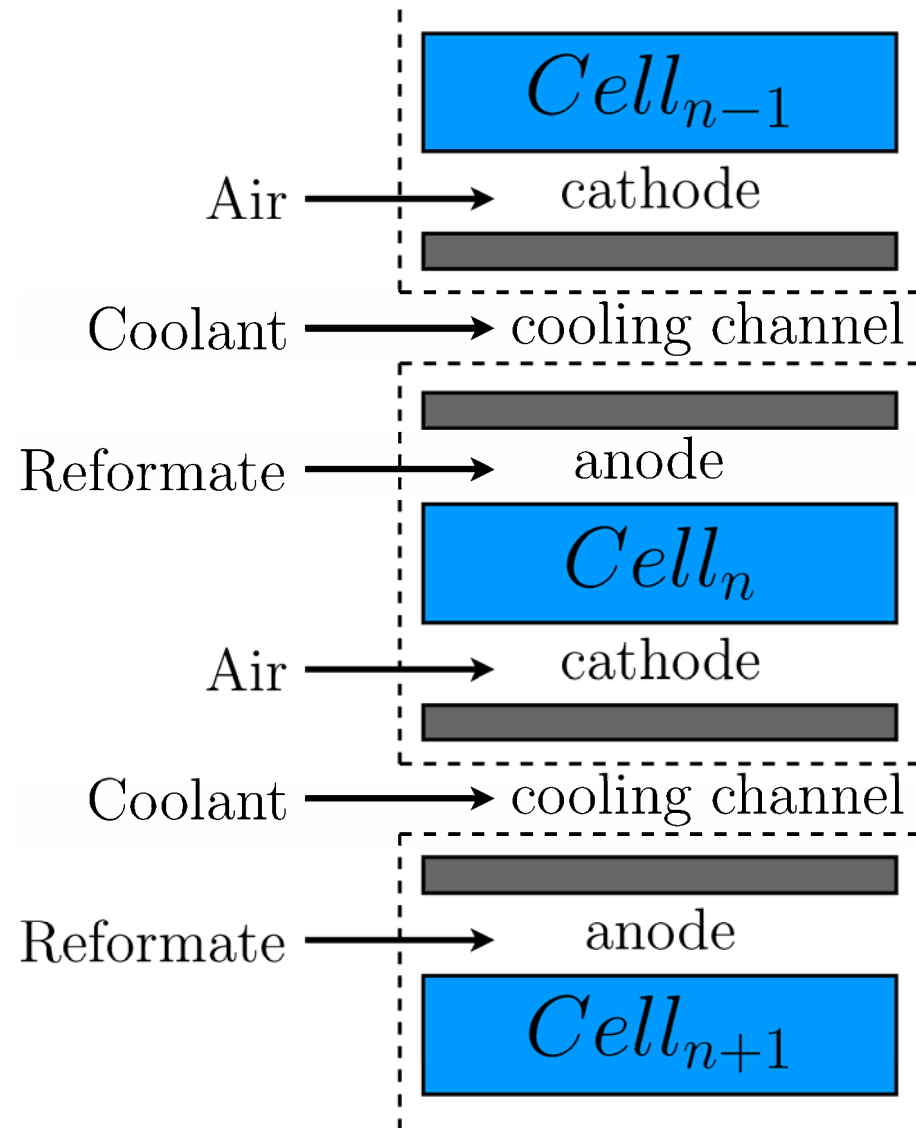 Cell_{n-1}
Air cathode
Coolant cooling channel
Reformate anode
Cell_n
Air cathode
Coolant cooling channel
Reformate anode
Cell_{n+1}